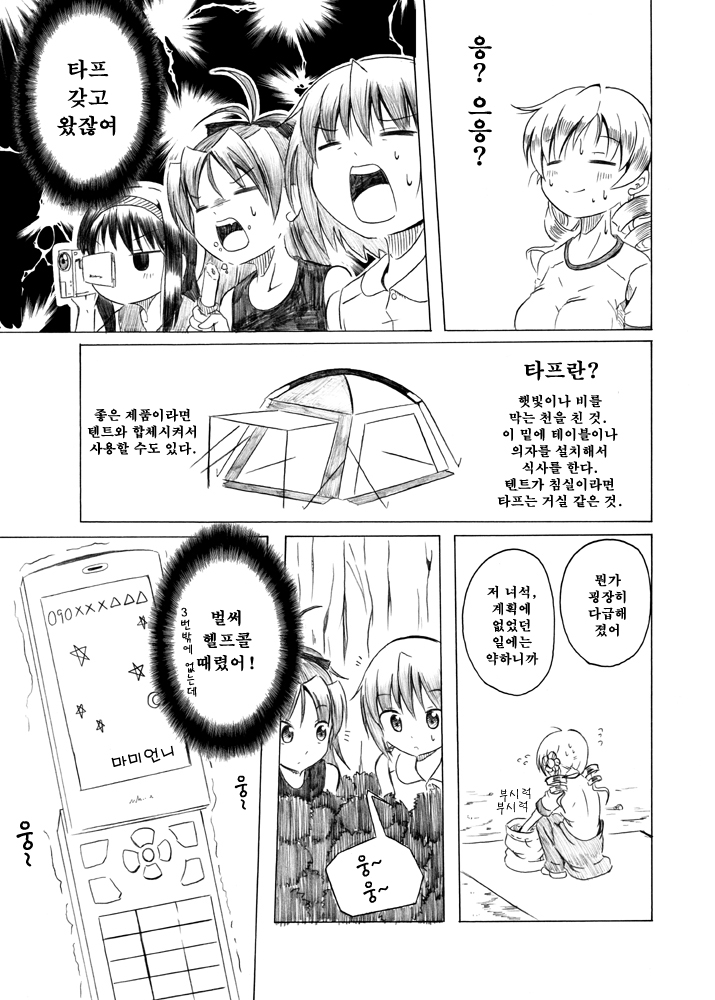 응? 으응?
타프
갖고
왔잖여
타프란?
햇빛이나 비를
막는 천을 친 것.
이 밑에 테이블이나
의자를 설치해서
식사를 한다.
텐트가 침실이라면
타프는 거실 같은 것.
좋은 제품이라면
텐트와 합체시켜서
사용할 수도 있다.
뭔가
굉장히
다급해
졌어
저 녀석,
계획에
없었던
일에는
약하니까
부시럭
부시럭
웅~
웅~
벌써
헬프콜
때렸어!
3번밖에 없는데
090×××△△△
마미언니
웅~
웅~